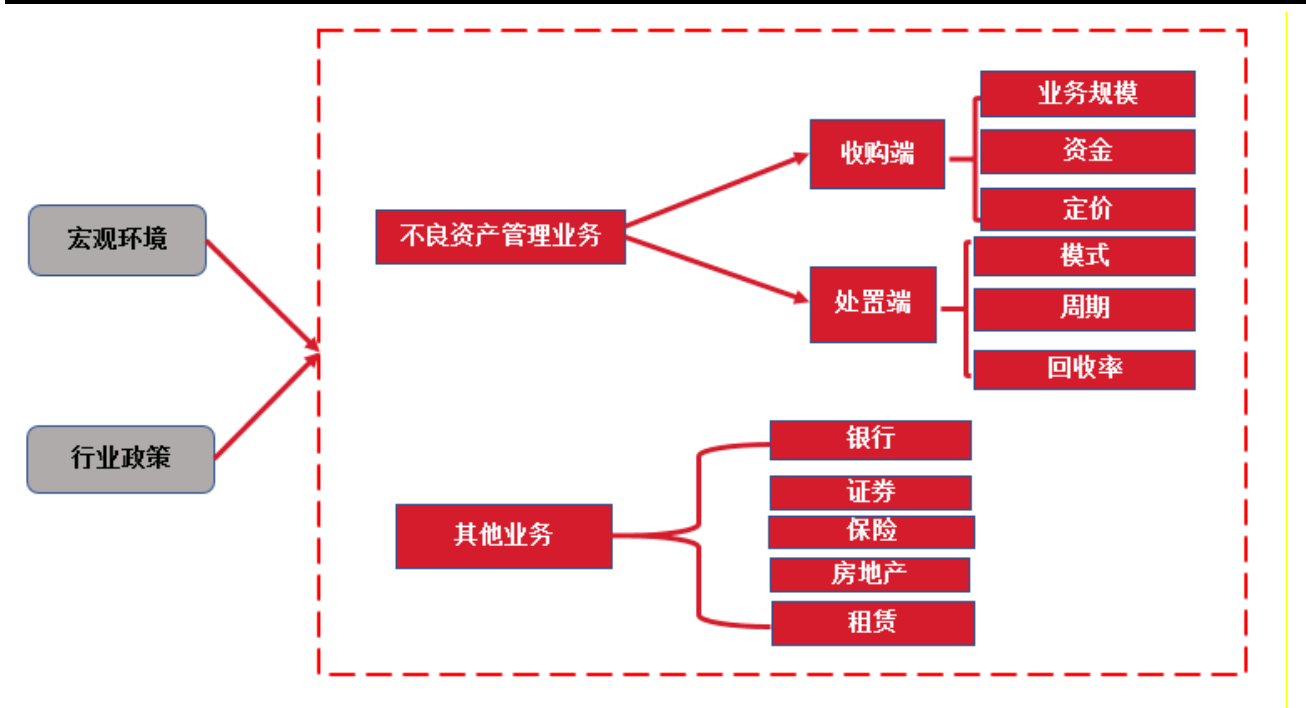 宏观环境
行业政策
不良资产管理业务
收购端
业务规模
资金
定价
处置端
模式
周期
回收率
其他业务
银行
证券
保险
房地产
租赁